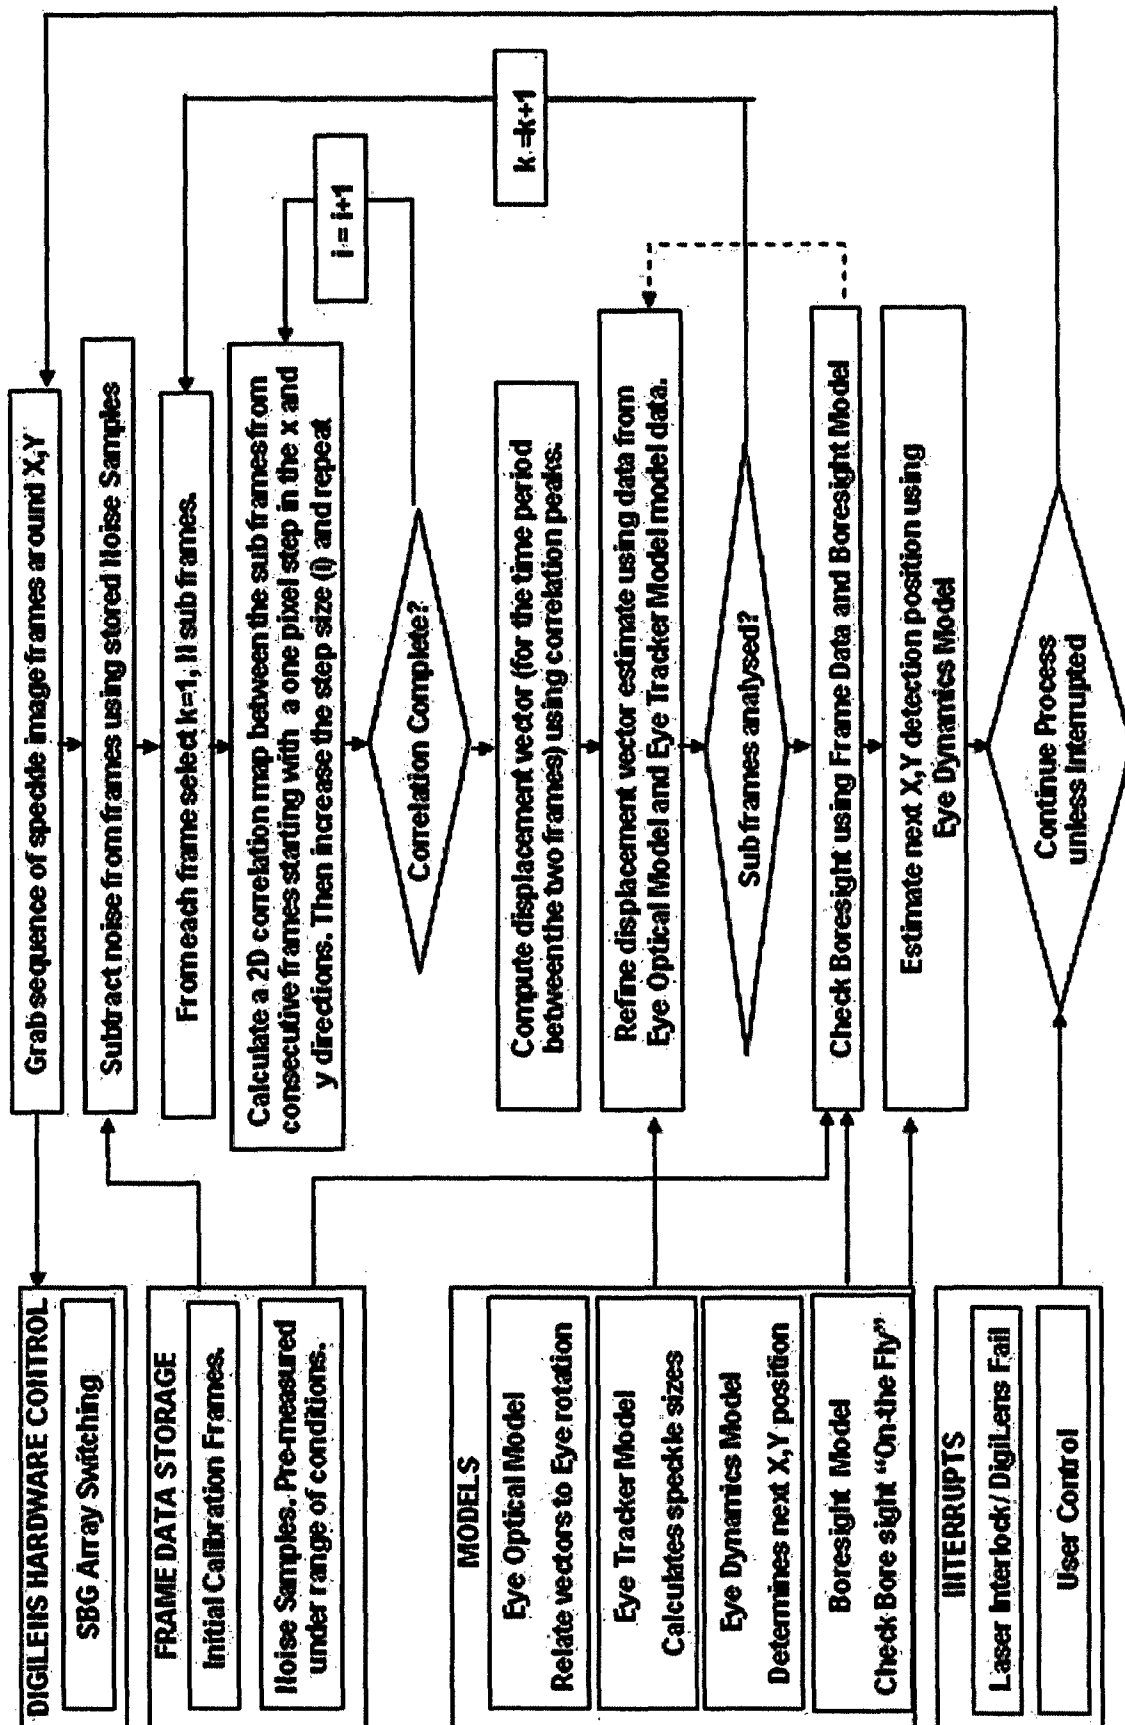 DIGILENS HARDWARE CONTROL
SBG Array Switching
FRAME DATA STORAGE
Initial Calibration Frames.
Noise Samples. Pre-measured
under range of conditions.
MODELS
Eye Optical Model
Relate vectors to Eye rotation
Eye Tracker Model
Calculates speckle sizes
Eye Dynamics Model
Determines next X,Y position
Boresight Model
Check Bore sight "On-the Fly"
INTERRUPTS
Laser Interlock / DigiLens Fail
User Control
Grab sequence of speckle image frames around X,Y
Subtract noise from frames using stored Noise Samples
From each frame select k=1, N sub frames.
Calculate a 2D correlation map between the sub frames from
consecutive frames starting with a one pixel step in the x and
y directions. Then increase the step size (i) and repeat
Correlation Complete?
i = i+1
Compute displacement vector (for the time period
between the two frames) using correlation peaks.
Refine displacement vector estimate using data from
Eye Optical Model and Eye Tracker Model model data.
Sub frames analysed?
k =k+1
Check Boresight using Frame Data and Boresight Model
Estimate next X,Y detection position using
Eye Dynamics Model
Continue Process
unless Interrupted